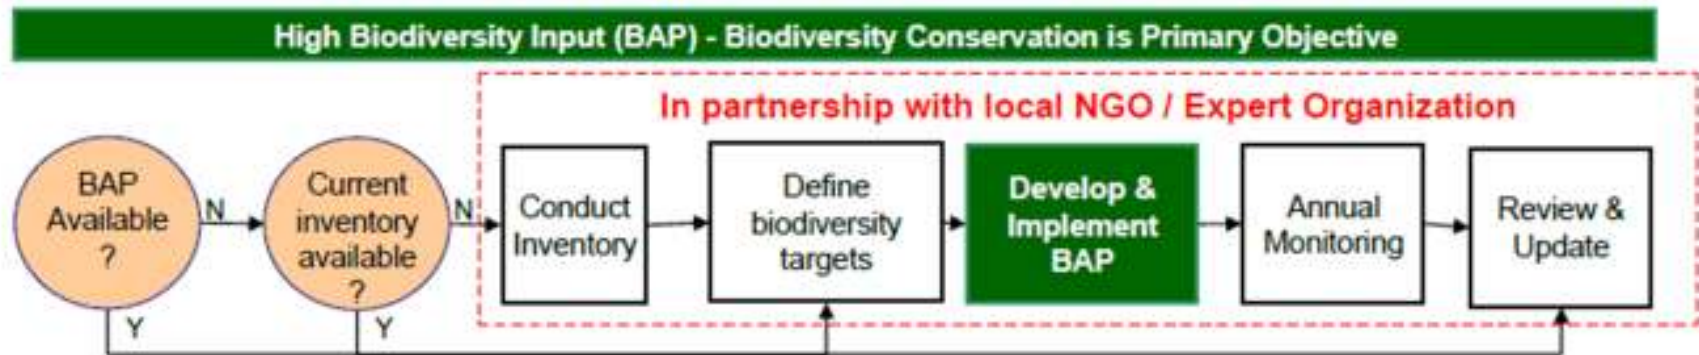 High Biodiversity Input (BAP) - Biodiversity Conservation is Primary Objective
In partnership with local NGO / Expert Organization
BAP
Available
?
N
Current
inventory
available
?
N
Conduct
Inventory
Define
biodiversity
targets
Develop &
Implement
BAP
Annual
Monitoring
Review &
Update
Y
Y